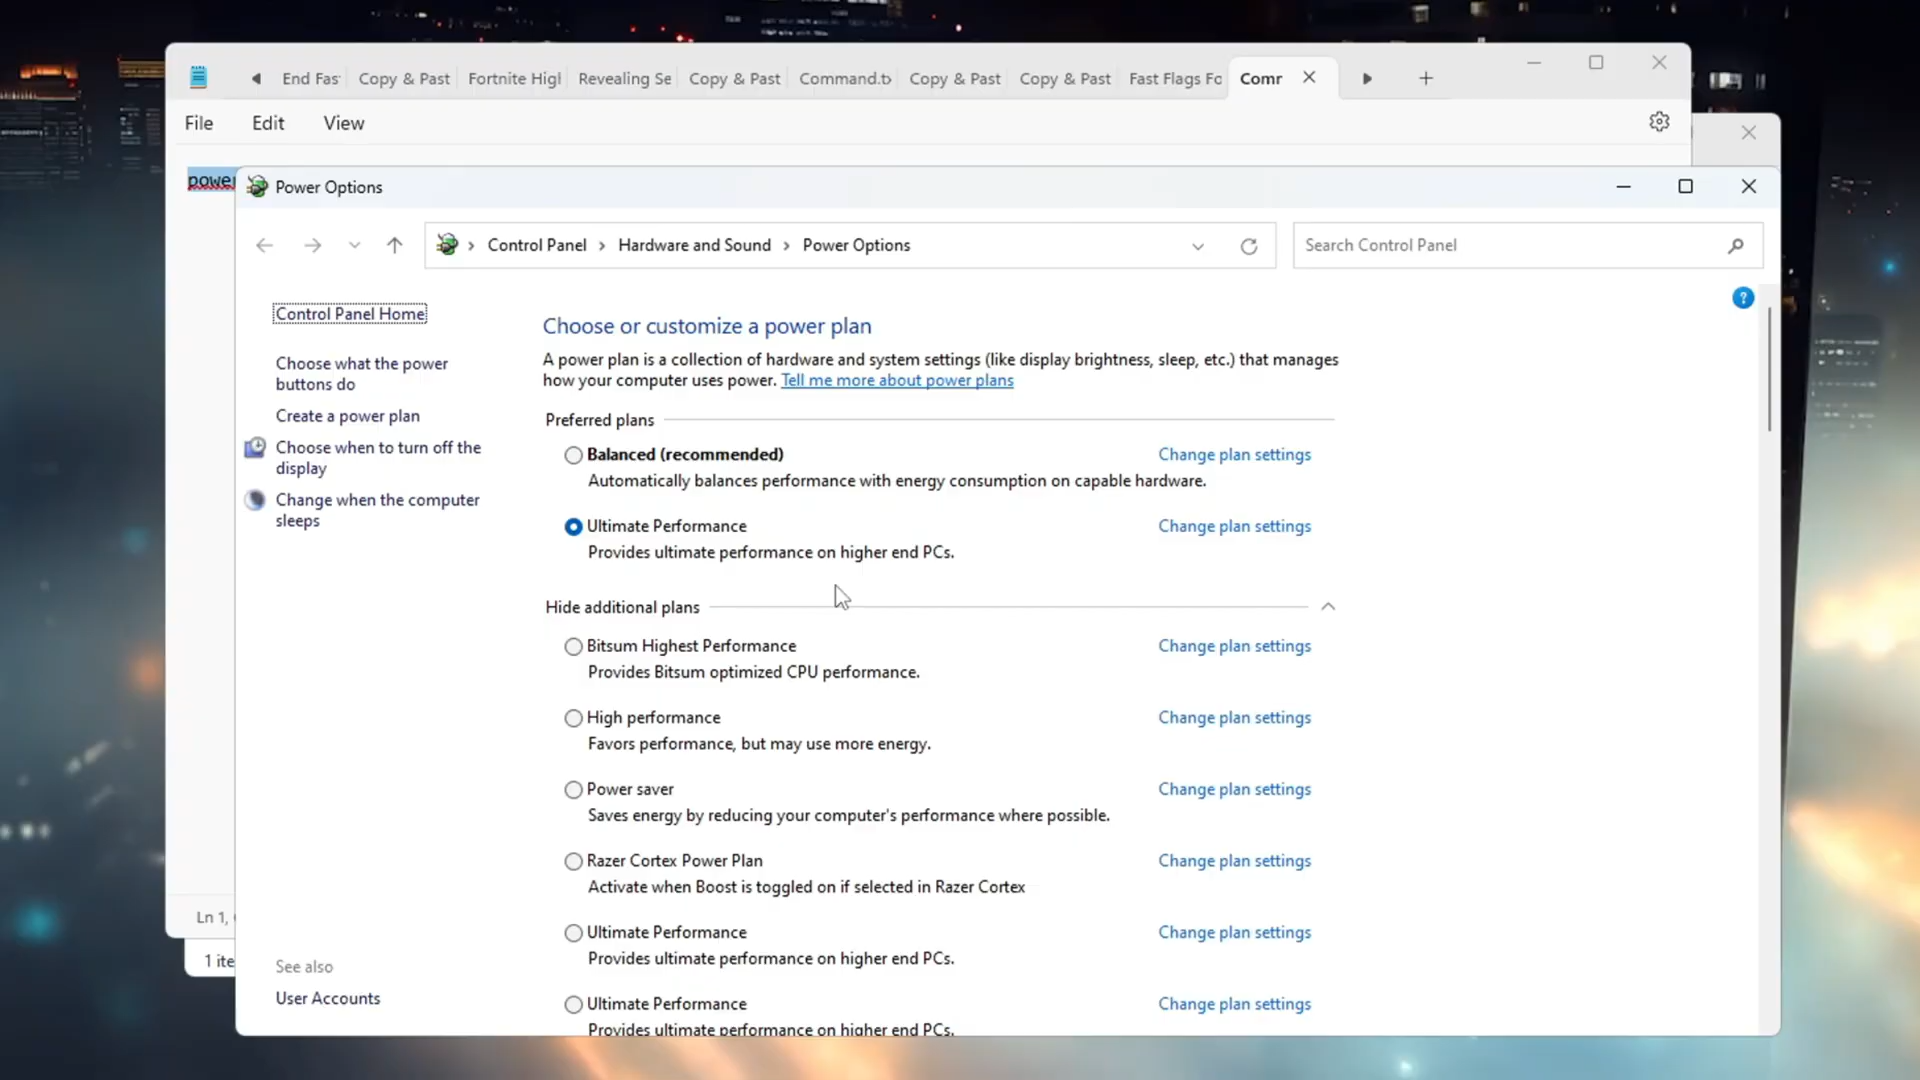 End Fas
Copy & Past
Fortnite Higl
Revealing Se
Copy & Past
Command.t
Copy & Past
Copy & Past
Fast Flags Fo
Comr
File
Edit
View
power
Power Options
Control Panel > Hardware and Sound > Power Options
Search Control Panel
Control Panel Home
Choose what the power
buttons do
Create a power plan
Choose when to turn off the
display
Change when the computer
sleeps
See also
User Accounts
Choose or customize a power plan
A power plan is a collection of hardware and system settings (like display brightness, sleep, etc.) that manages
how your computer uses power. Tell me more about power plans
Preferred plans
Balanced (recommended) Change plan settings
Automatically balances performance with energy consumption on capable hardware.
Ultimate Performance Change plan settings
Provides ultimate performance on higher end PCs.
Hide additional plans
Bitsum Highest Performance Change plan settings
Provides Bitsum optimized CPU performance.
High performance Change plan settings
Favors performance, but may use more energy.
Power saver Change plan settings
Saves energy by reducing your computer's performance where possible.
Razer Cortex Power Plan Change plan settings
Activate when Boost is toggled on if selected in Razer Cortex
Ultimate Performance Change plan settings
Provides ultimate performance on higher end PCs.
Ultimate Performance Change plan settings
Provides ultimate performance on higher end PCs.
Ln 1,
1 ite